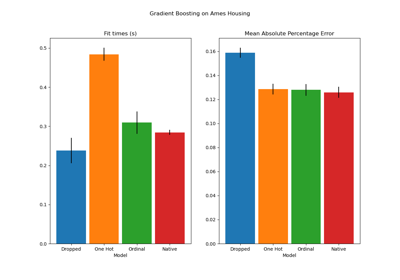 Gradient Boosting on Ames Housing
Fit times (s)
0.5
0.4
0.3
0.2
0.1
0.0
Dropped One Hot Ordinal Native
Model
Mean Absolute Percentage Error
0.16
0.14
0.12
0.10
0.08
0.06
0.04
0.02
0.00
Dropped One Hot Ordinal Native
Model